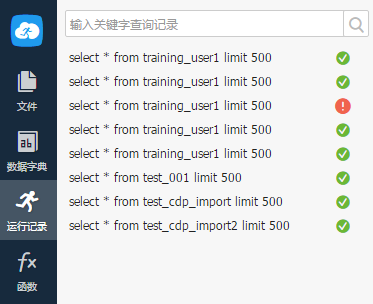 输入关键字查询记录
select * from training_user1 limit 500
select * from training_user1 limit 500
select * from training_user1 limit 500
select * from training_user1 limit 500
select * from training_user1 limit 500
select * from test_001 limit 500
select * from test_cdp_import limit 500
select * from test_cdp_import2 limit 500
文件
ab
数据字典
运行记录
fx
函数